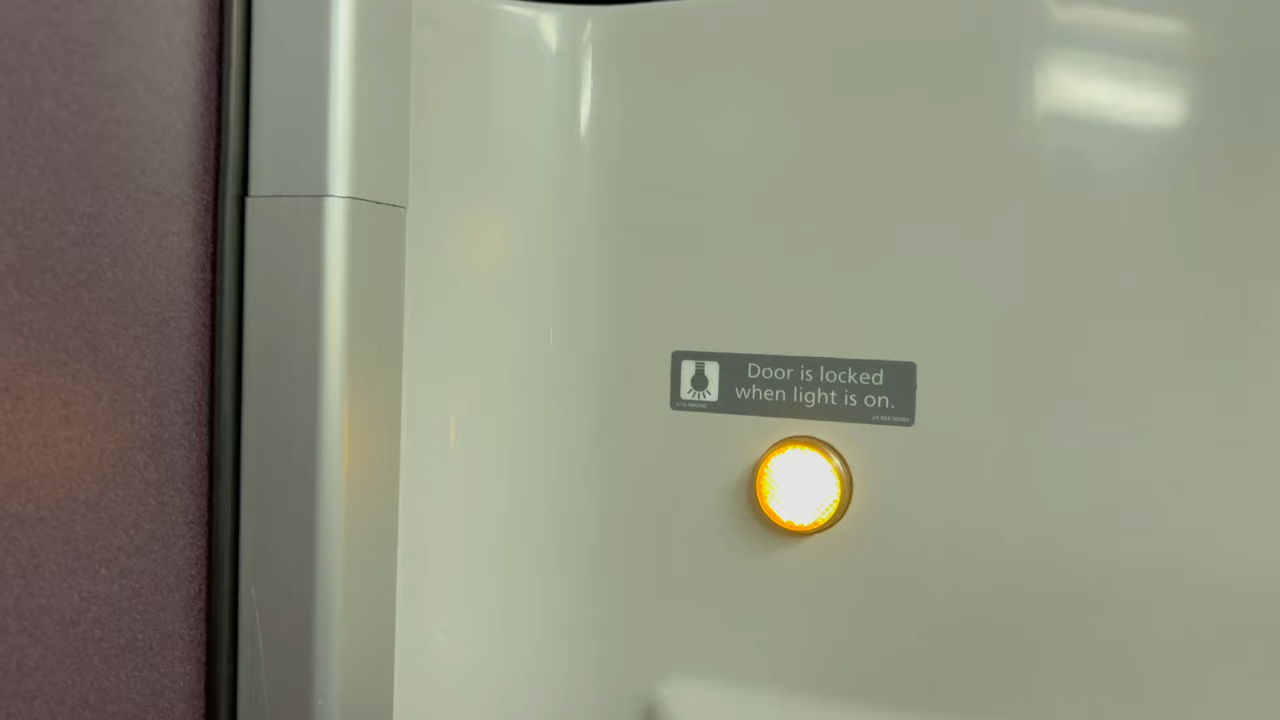 Door is locked
when light is on.